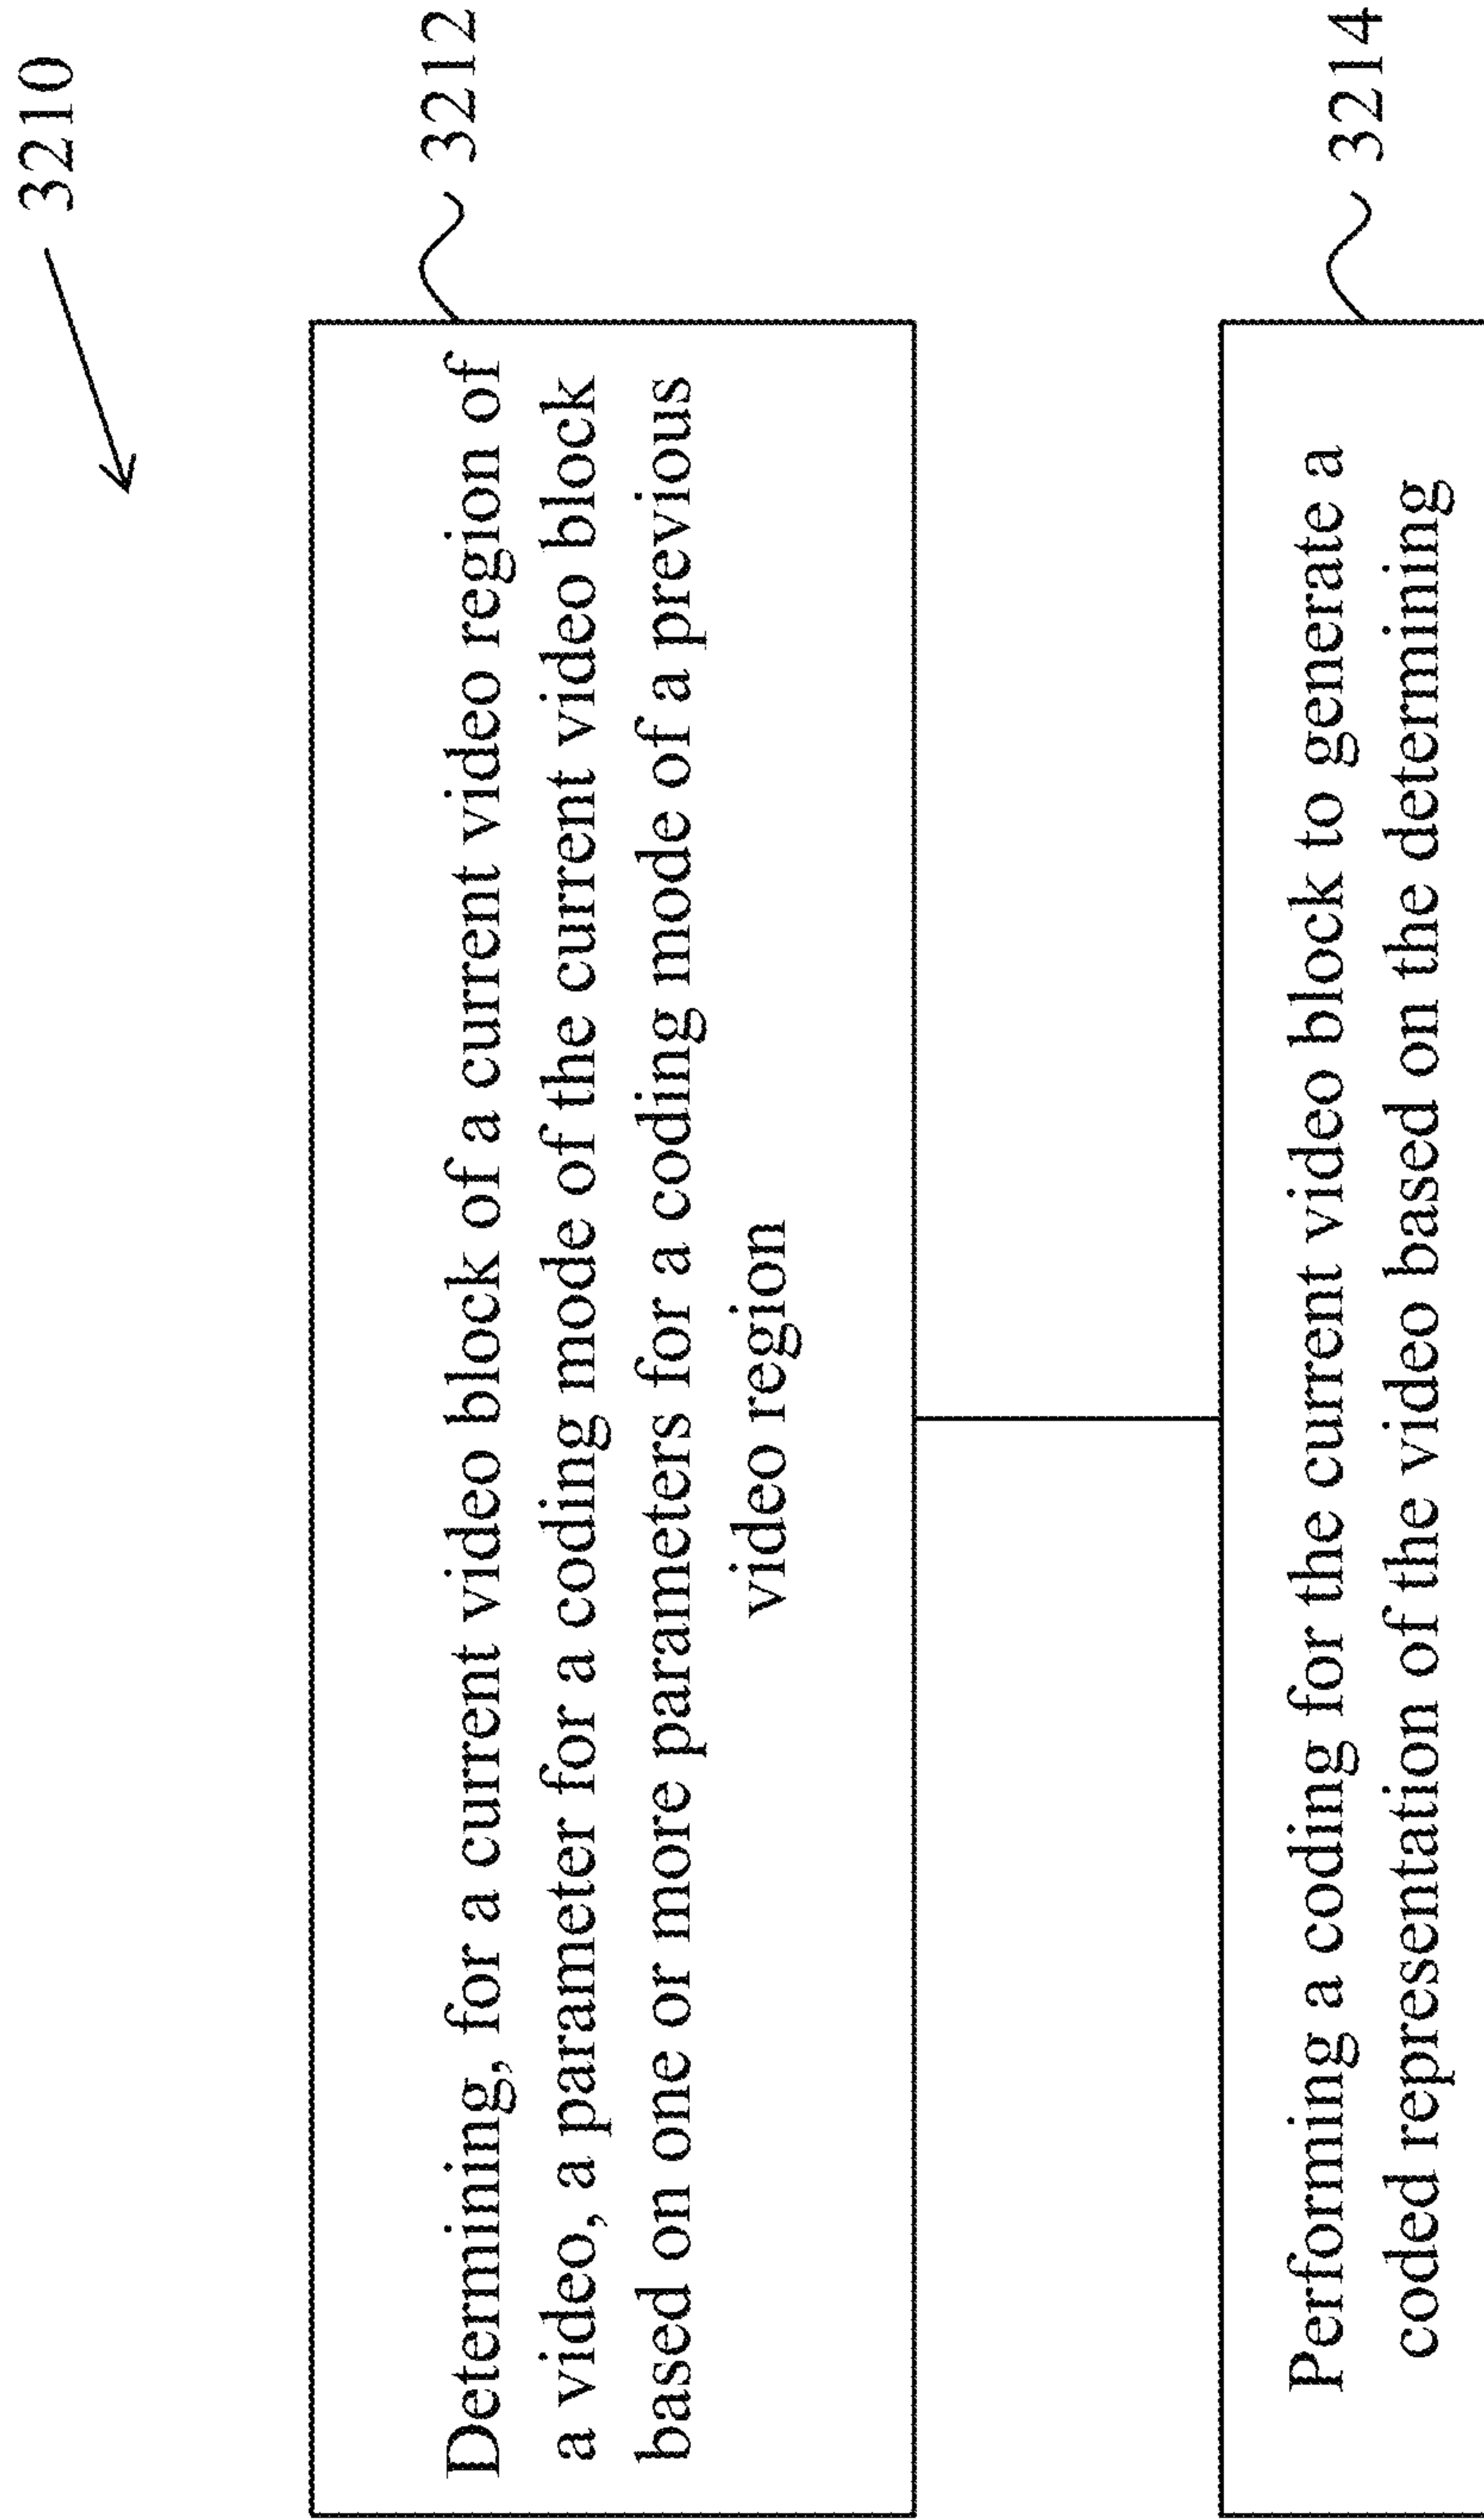 3210
Determining, for a current video block of a current video region of
a video, a parameter for a coding mode of the current video block
based on one or more parameters for a coding mode of a previous
video region
3212
Performing a coding for the current video block to generate a
coded representation of the video based on the determining
3214